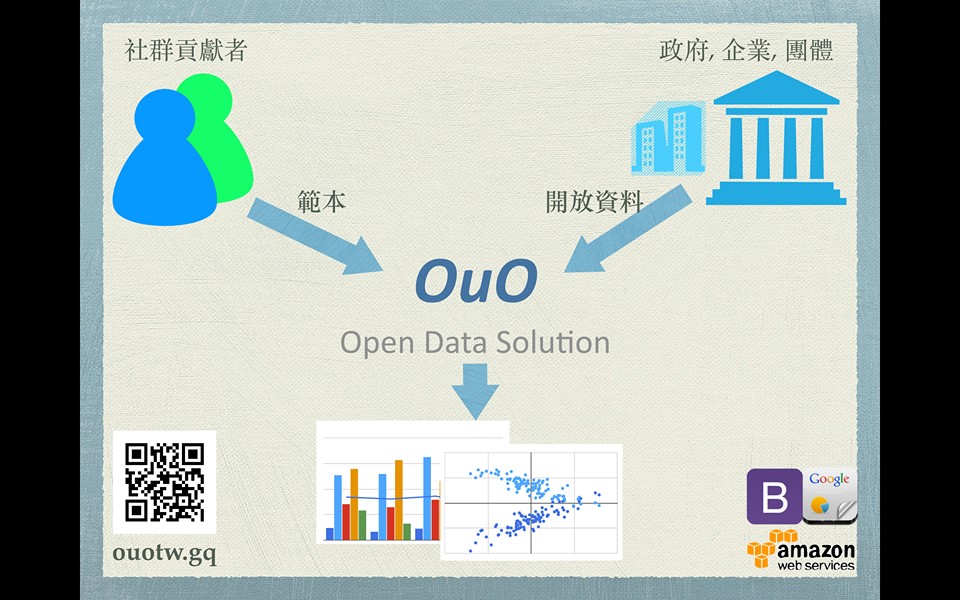 社群貢獻者
政府, 企業, 團體
範本
開放資料
OuO
Open Data Solution
ouotw.gq
B
Google
amazon
web services